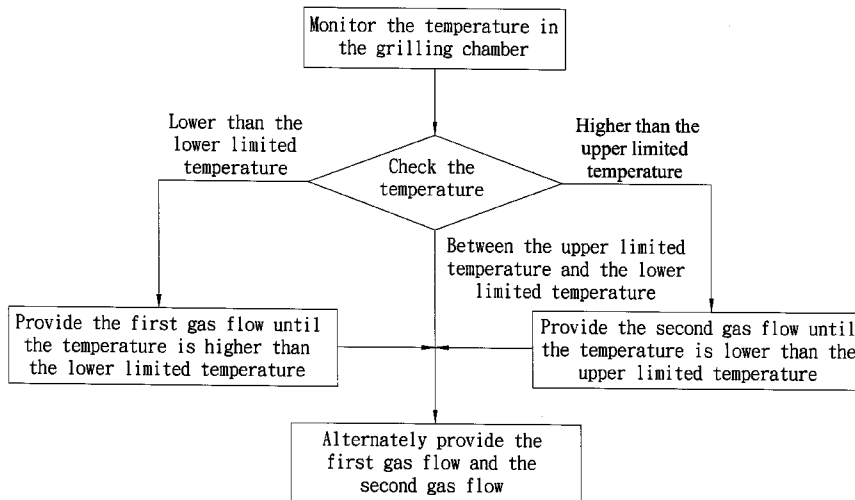 Monitor the temperature in
the grilling chamber
Lower than the
lower limited
temperature
Check the
temperature
Higher than the
upper limited
temperature
Between the upper limited
temperature and the lower
limited temperature
Provide the first gas flow until
the temperature is higher than
the lower limited temperature
Provide the second gas flow until
the temperature is lower than the
upper limited temperature
Alternately provide the
first gas flow and the
second gas flow